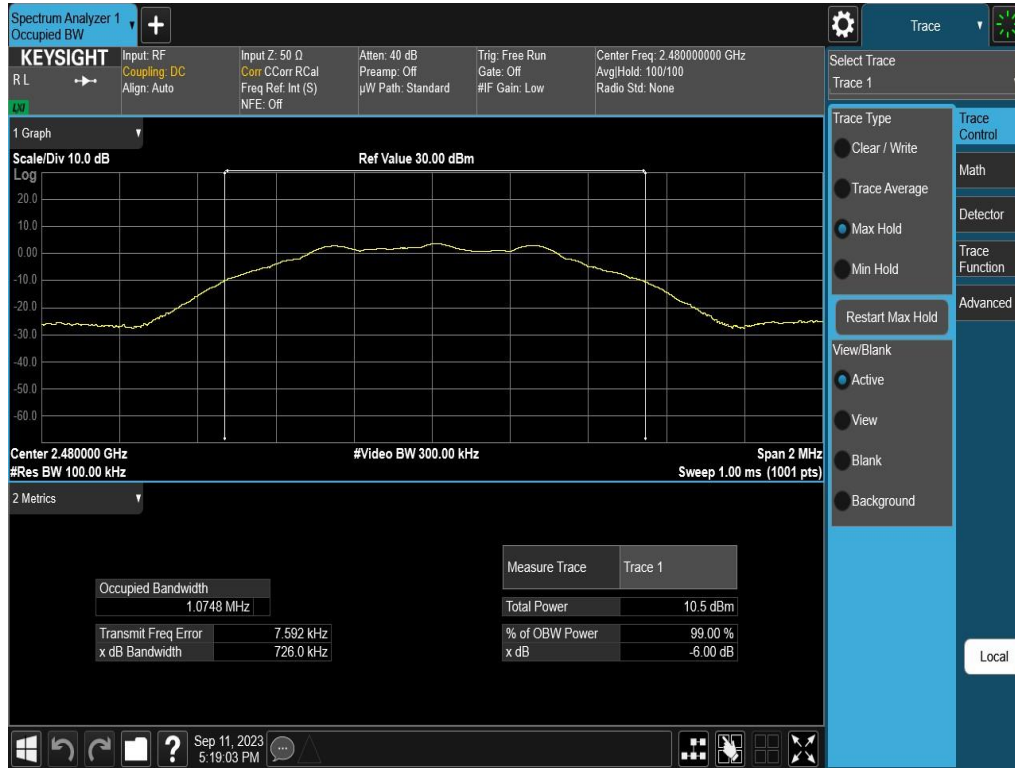 Spectrum Analyzer 1
Occupied BW
Trace
KEYSIGHT
R L
LXI
Input: RF
Coupling: DC
Align: Auto
Input Z: 50 Ω
Corr CCorr RCal
Freq Ref: Int (S)
NFE: Off
Atten: 40 dB
Preamp: Off
µW Path: Standard
Trig: Free Run
Gate: Off
#IF Gain: Low
Center Freq: 2.480000000 GHz
Avg|Hold: 100/100
Radio Std: None
Select Trace
Trace 1
1 Graph
Scale/Div 10.0 dB
Ref Value 30.00 dBm
Log
20.0
10.0
0.00
-10.0
-20.0
-30.0
-40.0
-50.0
-60.0
Center 2.480000 GHz
#Video BW 300.00 kHz
Span 2 MHz
#Res BW 100.00 kHz
Sweep 1.00 ms (1001 pts)
Trace Type
Clear / Write
Trace Average
Max Hold
Min Hold
Restart Max Hold
View/Blank
Active
View
Blank
Background
Trace
Control
Math
Detector
Trace
Function
Advanced
Local
2 Metrics
Measure Trace Trace 1
Occupied Bandwidth
1.0748 MHz
Total Power 10.5 dBm
Transmit Freq Error 7.592 kHz
% of OBW Power 99.00 %
x dB Bandwidth 726.0 kHz
x dB -6.00 dB
?
Sep 11, 2023
5:19:03 PM